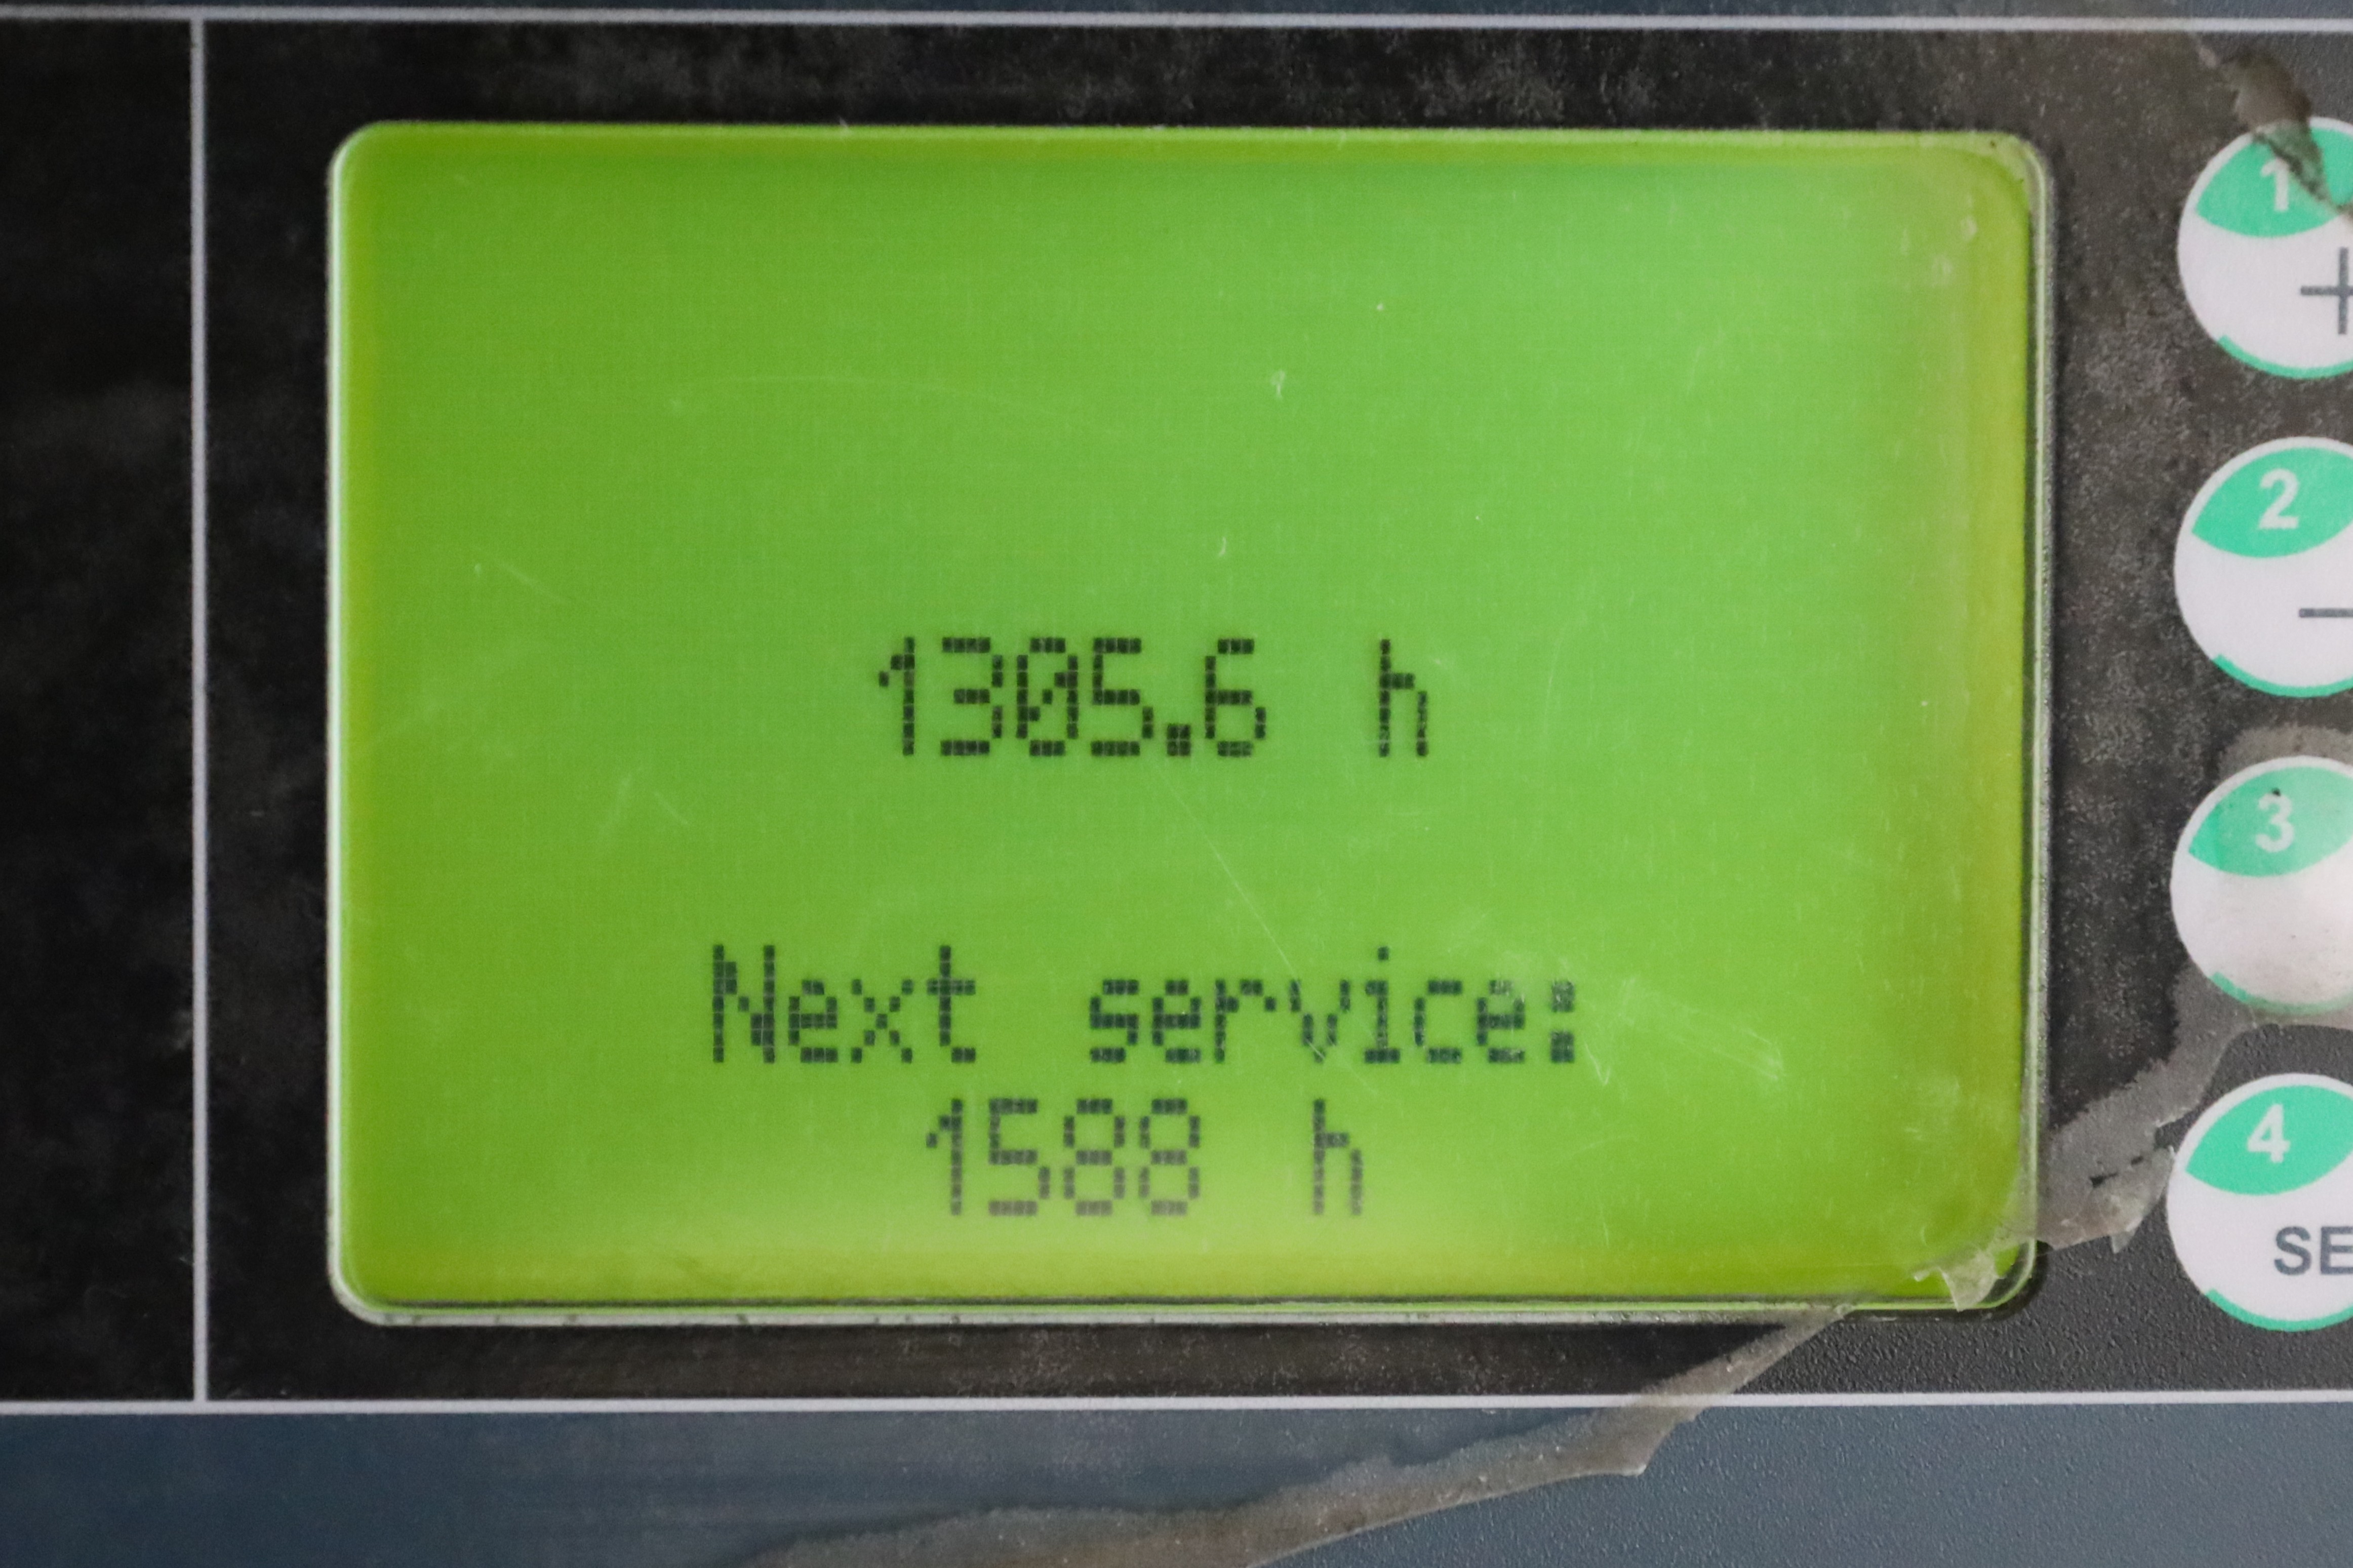 1305.6 h
Next service:
1588 h
1
+
2
-
3
4
SE